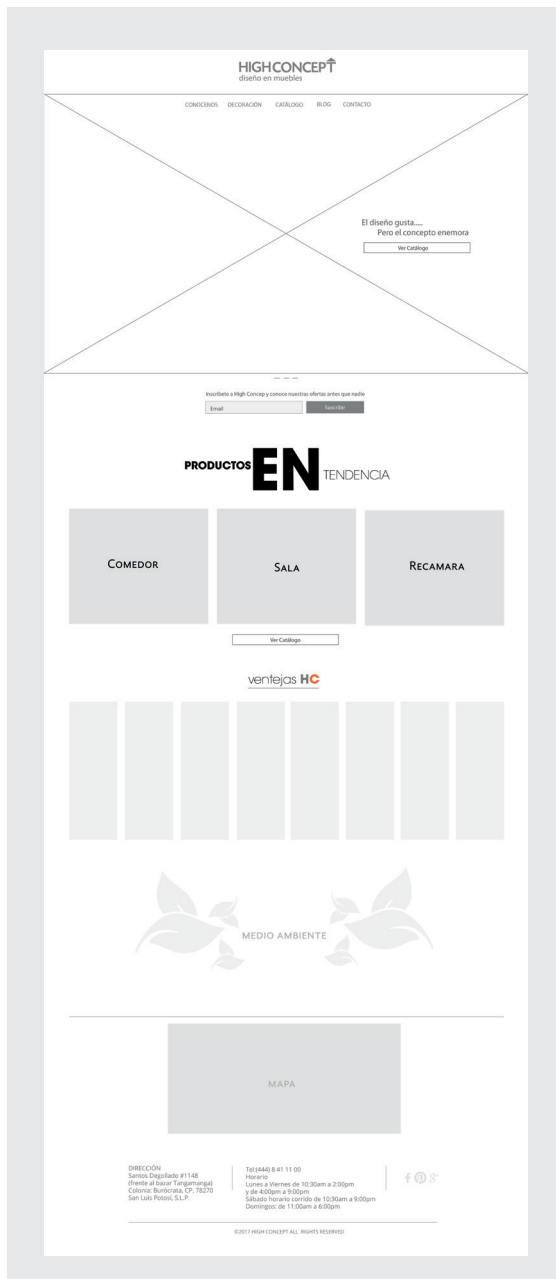 HIGH CONCEPT
diseño en muebles
CONOCENOS DECORACIÓN CATÁLOGO BLOG CONTACTO
El diseño gusta.....
Pero el concepto enemora
Ver Catálogo
Inscríbete a High Concep y conoce nuestras ofertas antes que nadie
Email
Suscribir
PRODUCTOS EN TENDENCIA
COMEDOR
SALA
RECAMARA
Ver Catálogo
ventejas HC
MEDIO AMBIENTE
MAPA
DIRECCIÓN
Santos Degollado #1148
(frente al bazar Tangamanga)
Colonia: Burócrata, CP, 78270
San Luis Potosí, S.L.P.
Tel:(444) 8 41 11 00
Horario
Lunes a Viernes de 10:30am a 2:00pm
y de 4:00pm a 9:00pm
Sábado horario corrido de 10:30am a 9:00pm
Domingos: de 11:00am a 6:00pm
©2017 HIGH CONCEPT ALL RIGHTS RESERVED